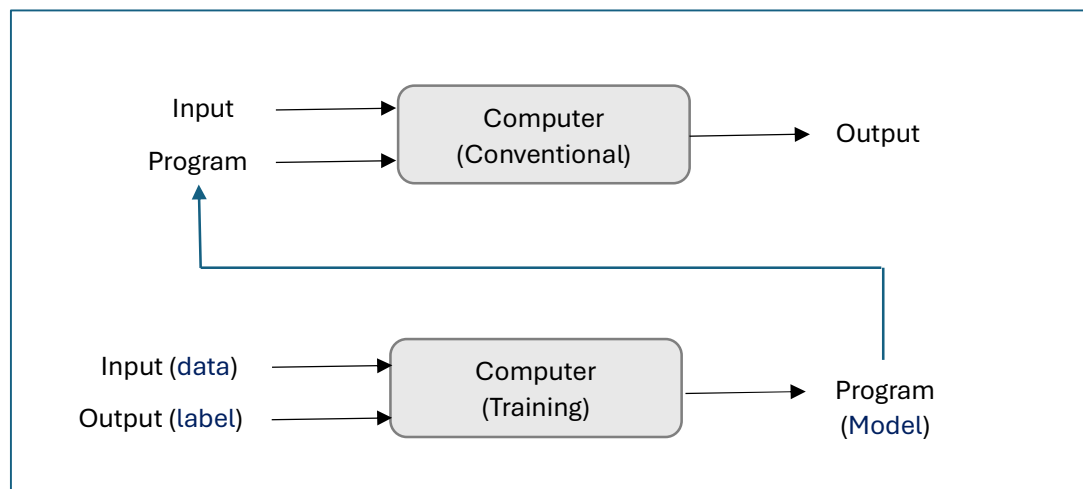 Input
Program
Computer
(Conventional)
Output
Input (data)
Output (label)
Computer
(Training)
Program
(Model)